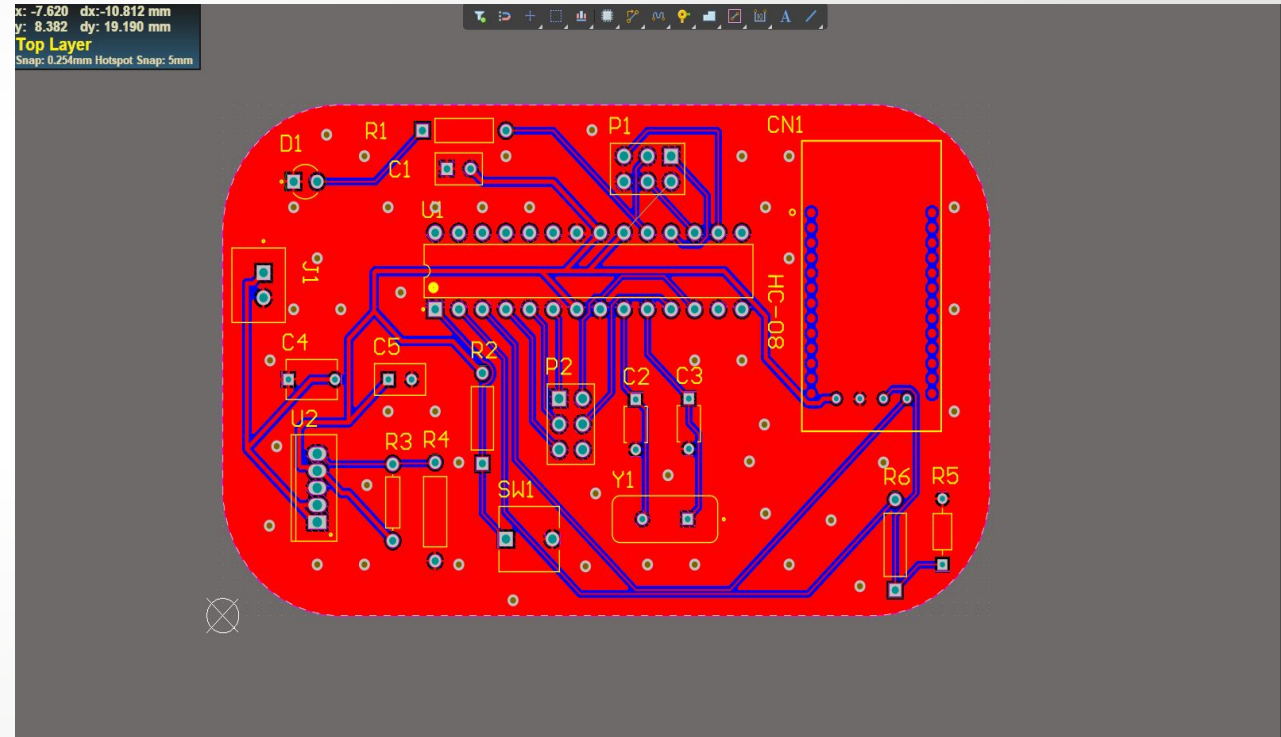 x: -7.620 dx:-10.812 mm
y: 8.382 dy: 19.190 mm
Top Layer
Snap: 0.254mm Hotspot Snap: 5mm
A
D1
R1
P1
CN1
C1
U1
J1
HC-08
C4
C5
R2
P2
C2
C3
U2
R3
R4
SW1
Y1
R6
R5